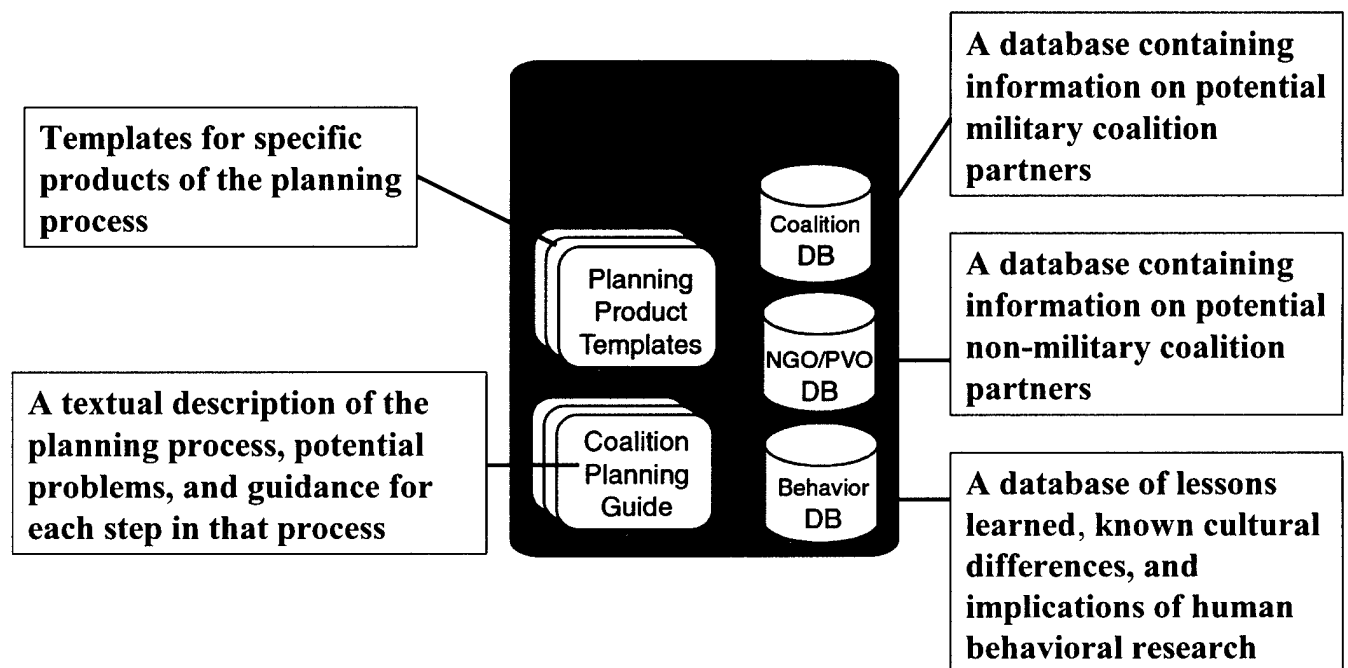 Templates for specific
products of the planning
process
A textual description of the
planning process, potential
problems, and guidance for
each step in that process
Planning
Product
Templates
Coalition
Planning
Guide
Coalition
DB
NGO/PVO
DB
Behavior
DB
A database containing
information on potential
military coalition
partners
A database containing
information on potential
non-military coalition
partners
A database of lessons
learned, known cultural
differences, and
implications of human
behavioral research